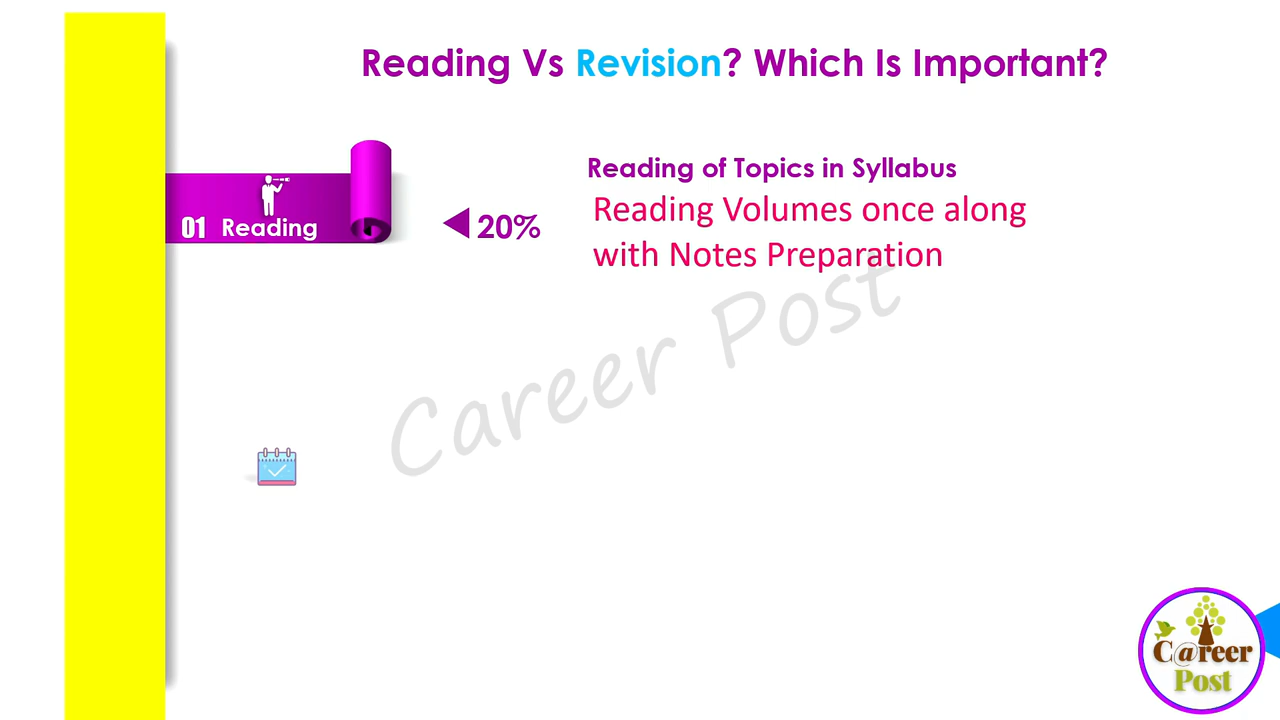 Reading Vs Revision? Which Is Important?
01 Reading
20%
Reading of Topics in Syllabus
Reading Volumes once along
with Notes Preparation
Career Post
C@reer
Post